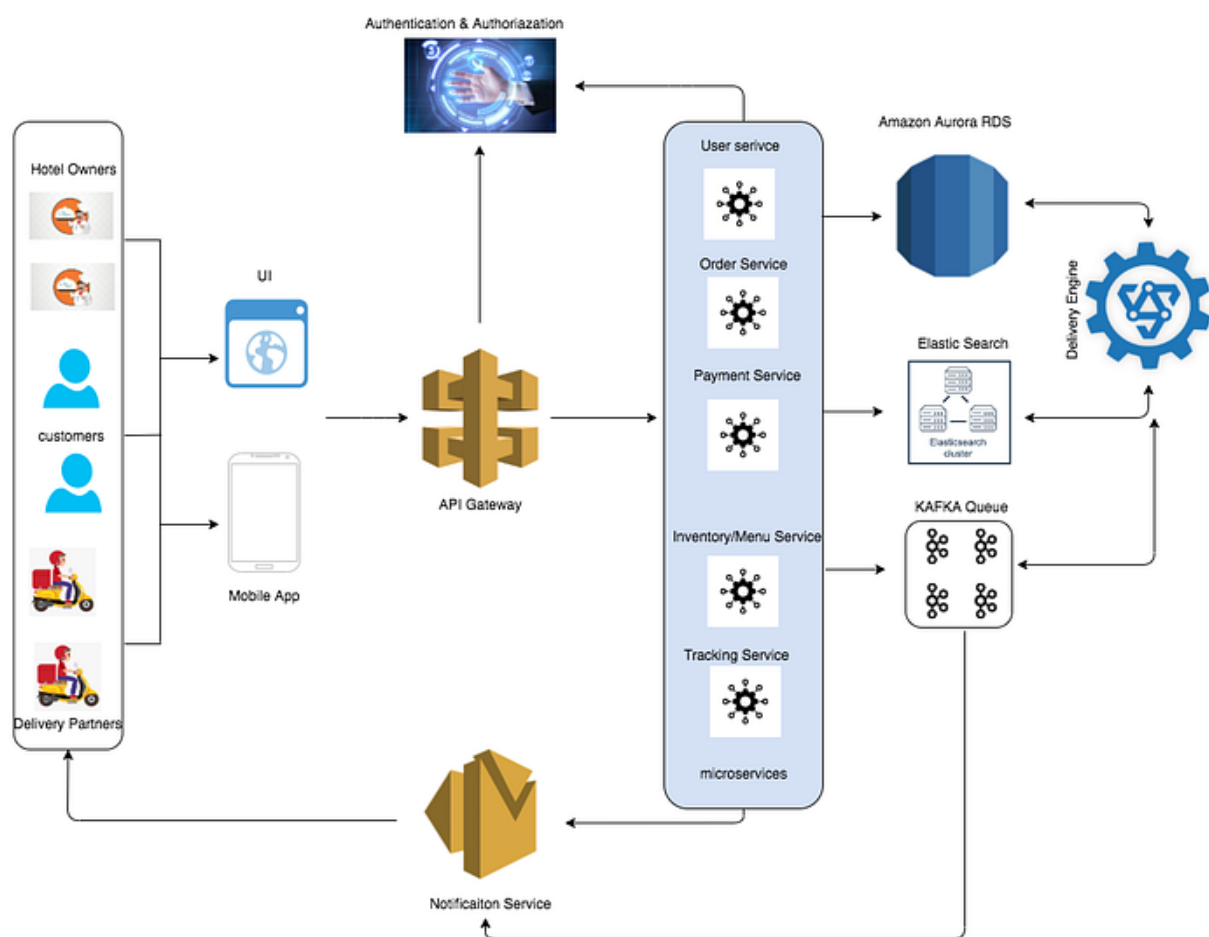 Authentication & Authoriazation
Hotel Owners
customers
Delivery Partners
UI
Mobile App
API Gateway
User serivce
Order Service
Payment Service
Inventory/Menu Service
Tracking Service
microservices
Amazon Aurora RDS
Elastic Search
Elasticsearch
cluster
KAFKA Queue
Delivery Engine
Notificaiton Service